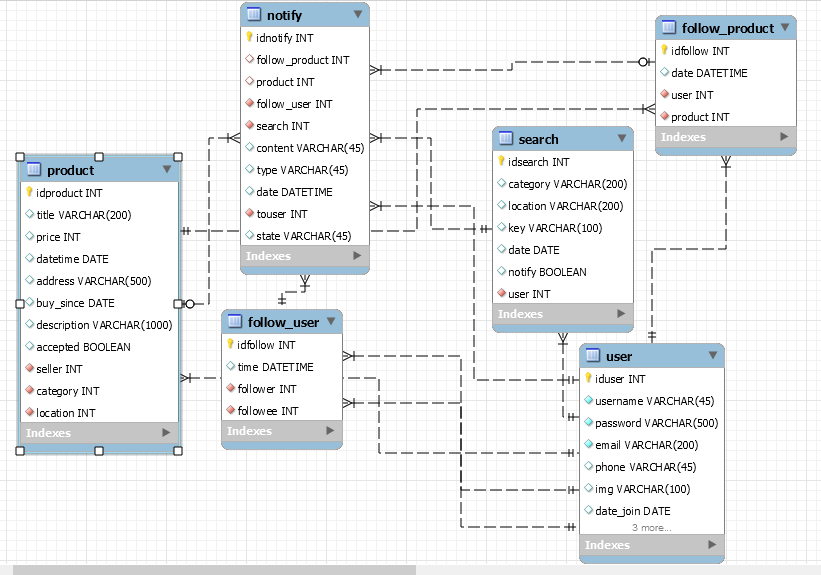 notify
idnotify INT
follow_product INT
product INT
follow_user INT
search INT
content VARCHAR(45)
type VARCHAR(45)
date DATETIME
touser INT
state VARCHAR(45)
Indexes
follow_product
idfollow INT
date DATETIME
user INT
product INT
Indexes
search
idsearch INT
category VARCHAR(200)
location VARCHAR(200)
key VARCHAR(100)
date DATE
notify BOOLEAN
user INT
Indexes
product
idproduct INT
title VARCHAR(200)
price INT
datetime DATE
address VARCHAR(500)
buy_since DATE
description VARCHAR(1000)
accepted BOOLEAN
seller INT
category INT
location INT
Indexes
follow_user
idfollow INT
time DATETIME
follower INT
followee INT
Indexes
user
iduser INT
username VARCHAR(45)
password VARCHAR(500)
email VARCHAR(200)
phone VARCHAR(45)
img VARCHAR(100)
date_join DATE
3 more...
Indexes